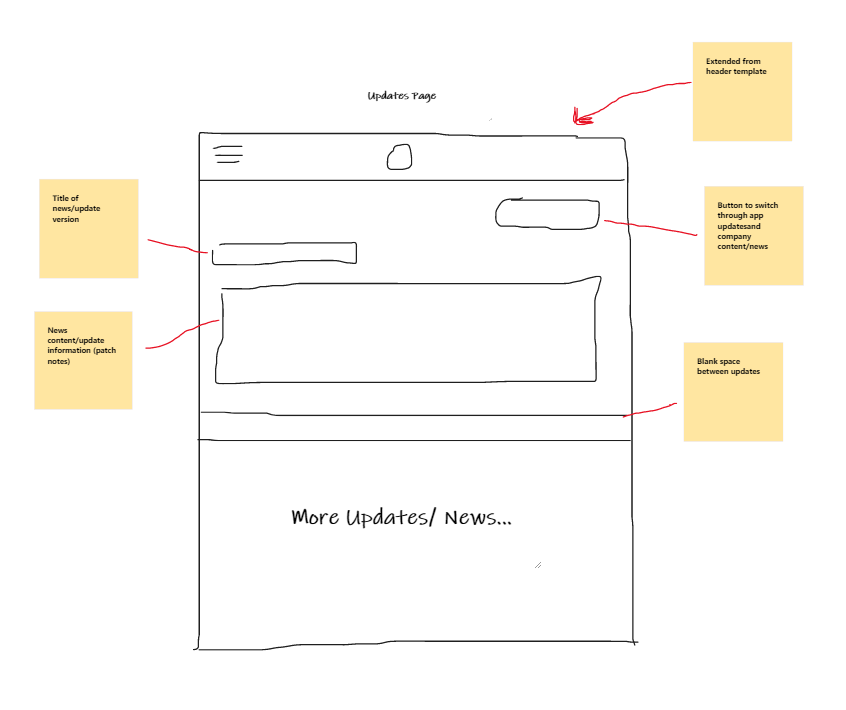 Extended from
header template
Updates Page
Title of
news/update
version
Button to switch
through app
updatesand
company
content/news
News
content/update
information (patch
notes)
Blank space
between updates
More Updates/ News...